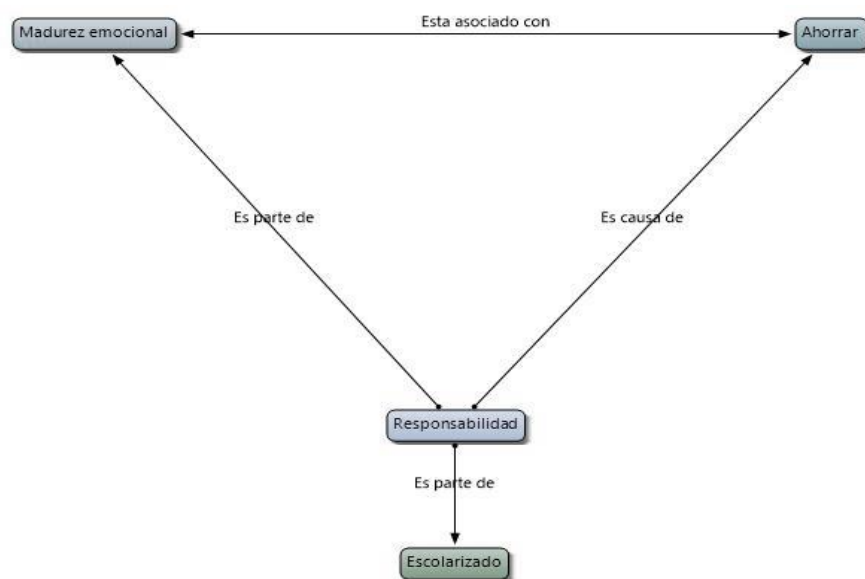 Esta asociado con
Madurez emocional
Ahorrar
Es parte de
Es causa de
Responsabilidad
Es parte de
Escolarizado